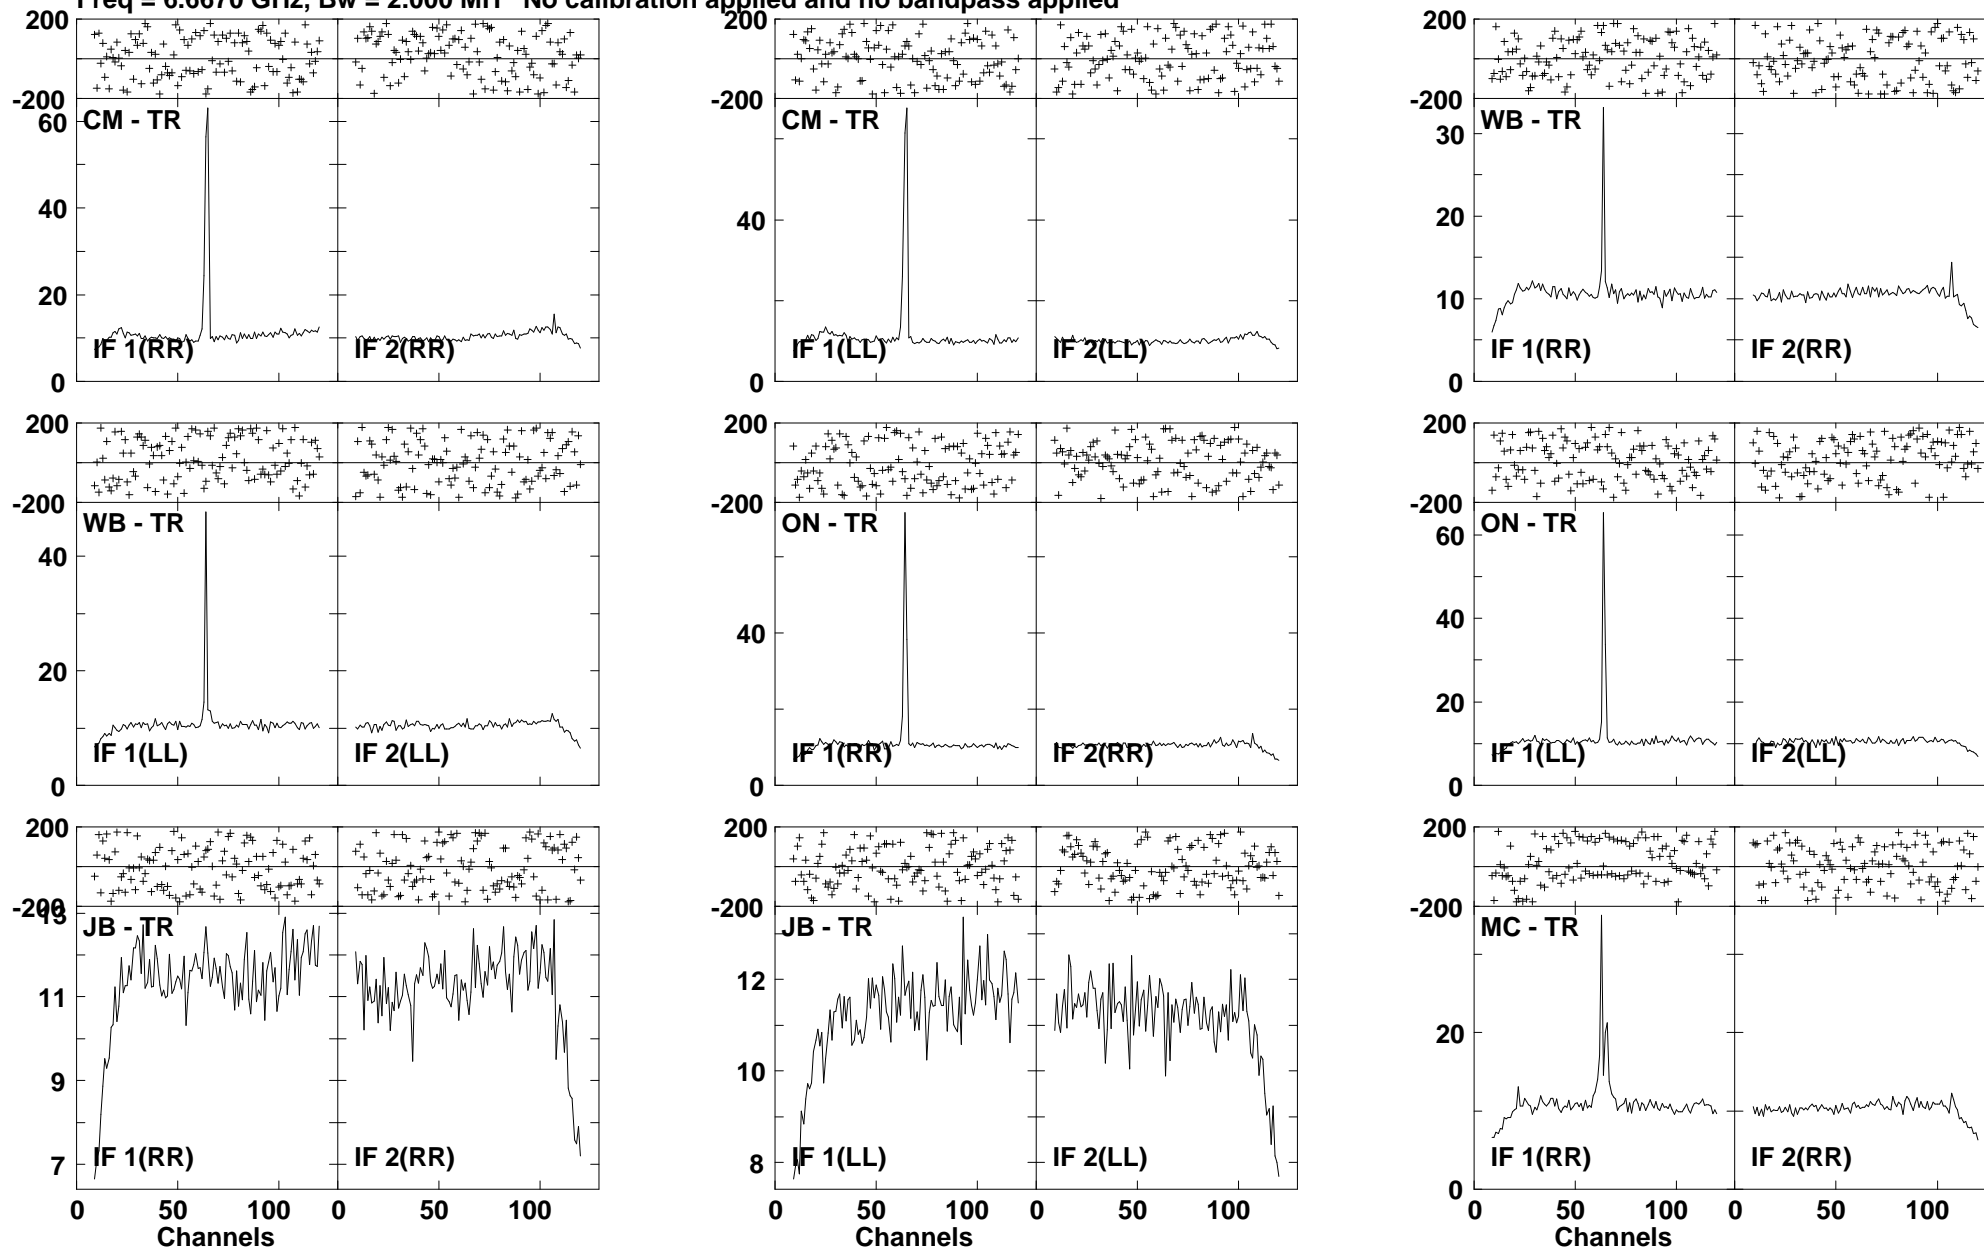 Freq = 6.6670 GHz, Bw = 2.000 MH No calibration applied and no bandpass applied
200 200 200
-200 -200 -200
CM - TR CM - TR WB - TR
60 30
40 40 20
20 10
IF 1(RR) IF 2(RR) IF 1(LL) IF 2(LL) IF 1(RR) IF 2(RR)
0 0 0
200 200 200
-200 -200 -200
WB - TR ON - TR ON - TR
40 60
20 40 40
20
IF 1(LL) IF 2(LL) IF 1(RR) IF 2(RR) IF 1(LL) IF 2(LL)
0 0 0
200 200 200
-200 -200 -200
13
JB - TR JB - TR MC - TR
11 12 20
9 10
IF 1(RR) IF 2(RR) IF 1(LL) IF 2(LL) IF 1(RR) IF 2(RR)
7 8 0
0 50 100 0 50 100 0 50 100 0 50 100 0 50 100 0 50 100
Channels Channels Channels